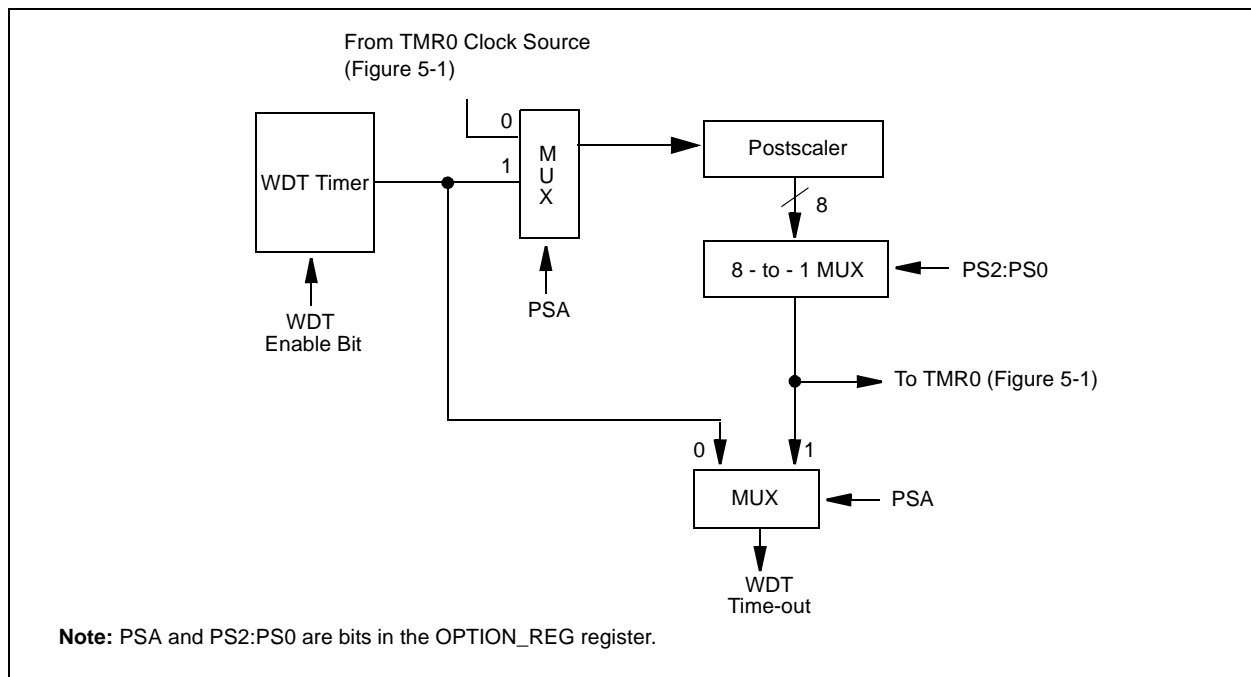 From TMR0 Clock Source
(Figure 5-1)
0
1
M
U
X
WDT Timer
Postscaler
8
8 - to - 1 MUX
PS2:PS0
PSA
WDT
Enable Bit
To TMR0 (Figure 5-1)
0
1
MUX
PSA
WDT
Time-out
Note: PSA and PS2:PS0 are bits in the OPTION_REG register.